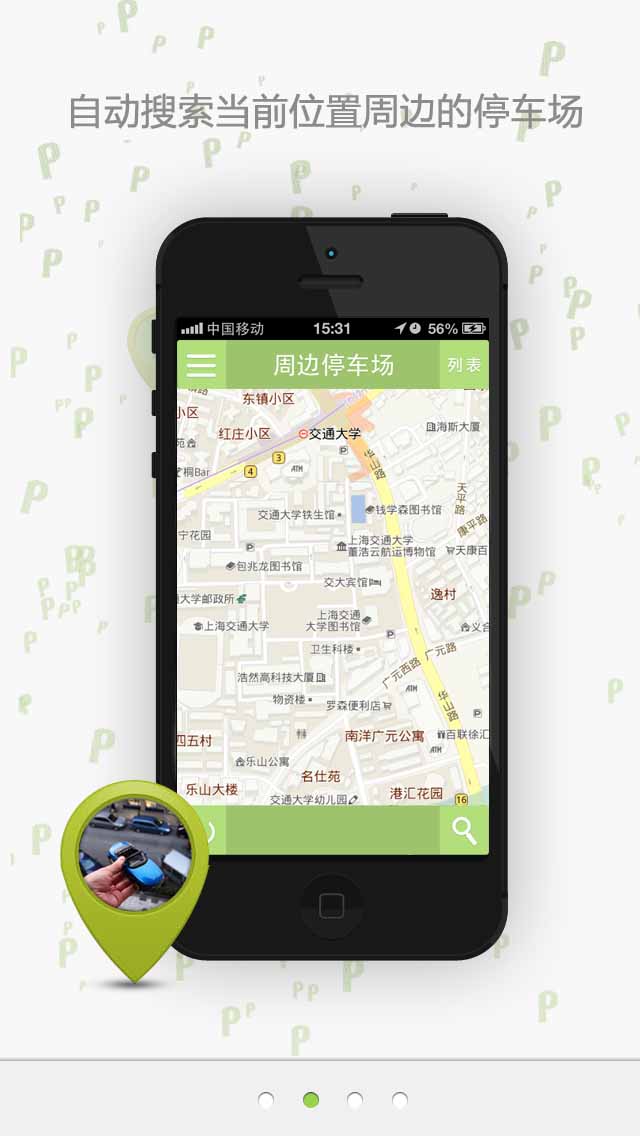 自动搜索当前位置周边的停车场
中国移动 15:31 56%
周边停车场 列表
东镇小区
小区
红庄小区
交通大学
海斯大厦
3
4
ATM
桐Bar
华山路
天平路
P
交通大学铁生馆
钱学森图书馆
康平路
宁花园
上海交通大学
董浩云航运博物馆
天康百
P
包兆龙图书馆
交大宾馆
逸村
大学邮政所
上海交通
大学图书馆
上海交通大学
P
义合
卫生科楼
广元西路
广元路
浩然高科技大厦
ATM
物资楼
罗森便利店
华山路
P
四五村
南洋广元公寓
百联徐汇
ATM
乐山公寓
名仕苑
乐山大楼
交通大学幼儿园
港汇花园
16